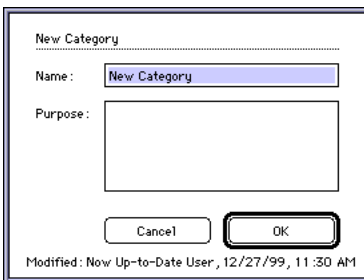 New Category
Name: New Category
Purpose:
Cancel OK
Modified: Now Up-to-Date User, 12/27/99, 11:30 AM